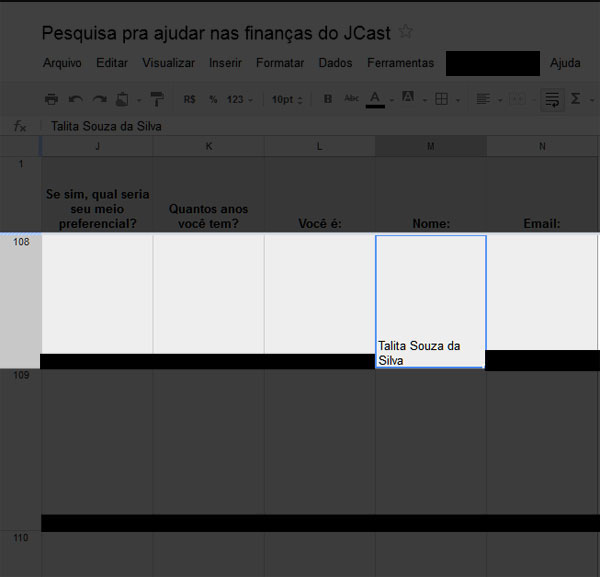 Pesquisa pra ajudar nas finanças do JCast
Arquivo Editar Visualizar Inserir Formatar Dados Ferramentas Ajuda
R$ % 123 10pt B Abc A A Σ
fx Talita Souza da Silva
J K L M N
1
Se sim, qual seria
seu meio
preferencial?
Quantos anos
você tem?
Você é:
Nome:
Email:
108
Talita Souza da
Silva
109
110